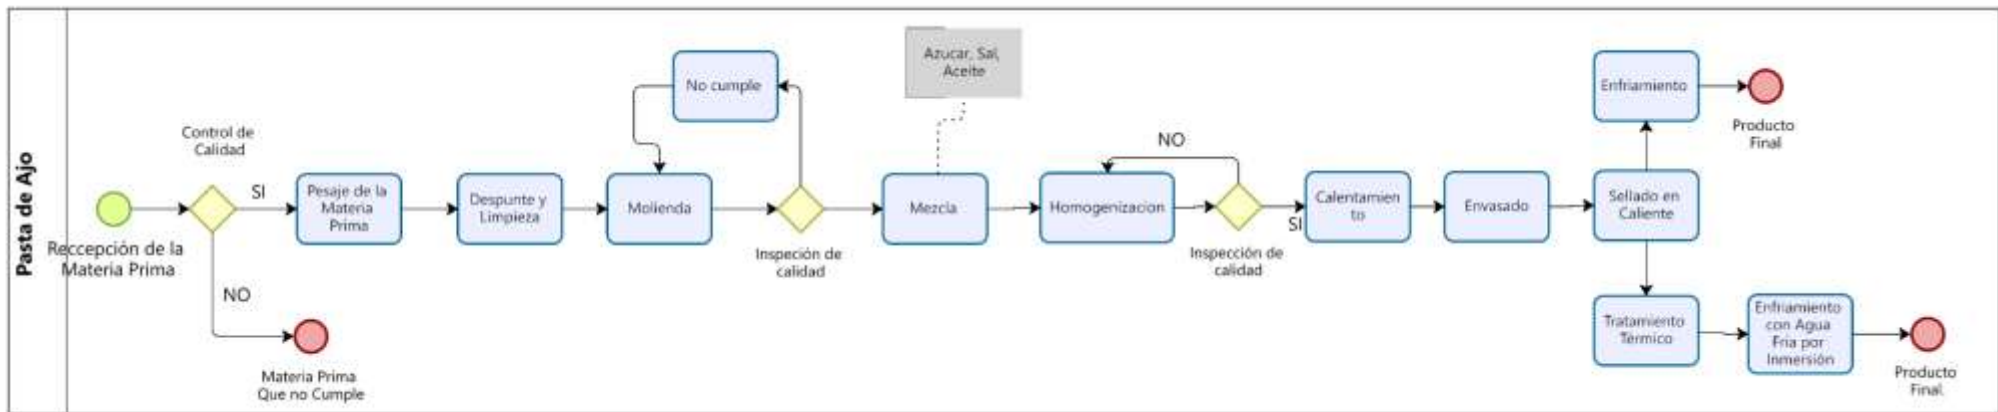 Pasta de Ajo
Reccepción de la
Materia Prima
Control de
Calidad
SI
NO
Materia Prima
Que no Cumple
Pesaje de la
Materia
Prima
Despunte y
Limpieza
Molienda
No cumple
Inspeción de
calidad
Azucar, Sal,
Aceite
Mezcla
Homogenizacion
NO
Inspección de
calidad
SI
Calentamien
to
Envasado
Sellado en
Caliente
Enfriamiento
Producto
Final
Tratamiento
Térmico
Enfriamiento
con Agua
Fria por
Inmersión
Producto
Final